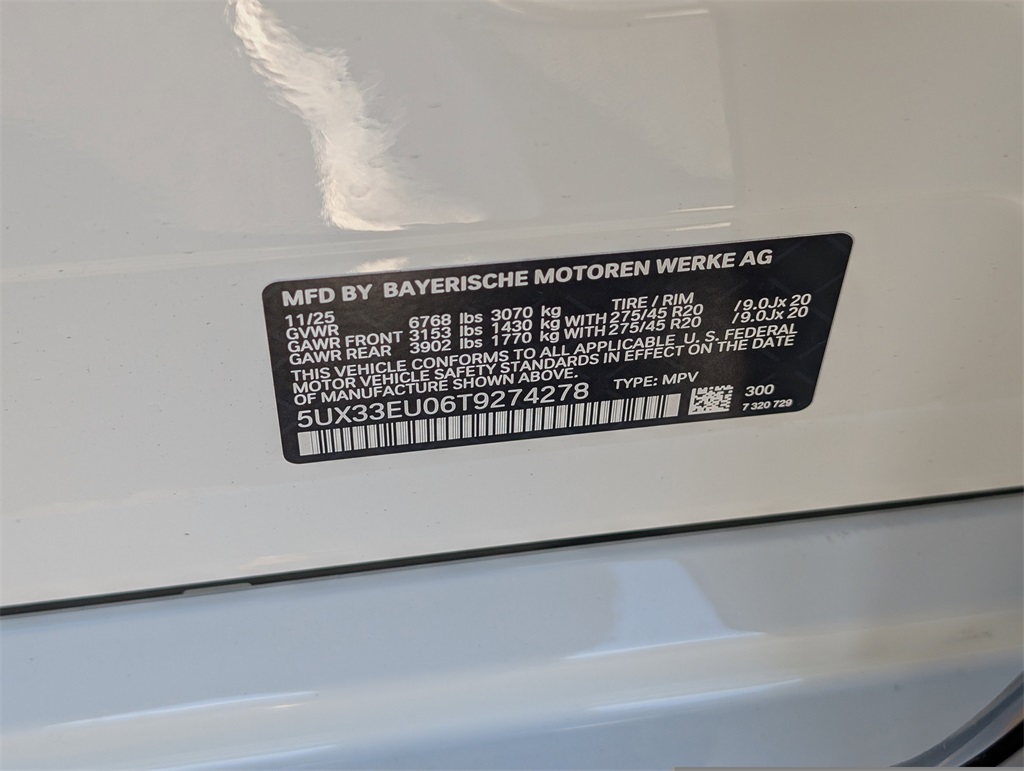 MFD BY BAYERISCHE MOTOREN WERKE AG
11/25 TIRE / RIM
GVWR 6768 lbs 3070 kg
GAWR FRONT 3153 lbs 1430 kg WITH 275/45 R20 /9.0Jx 20
GAWR REAR 3902 lbs 1770 kg WITH 275/45 R20 /9.0Jx 20
THIS VEHICLE CONFORMS TO ALL APPLICABLE U. S. FEDERAL
MOTOR VEHICLE SAFETY STANDARDS IN EFFECT ON THE DATE
OF MANUFACTURE SHOWN ABOVE.
5UX33EU06T9274278 TYPE: MPV 300
7 320 729